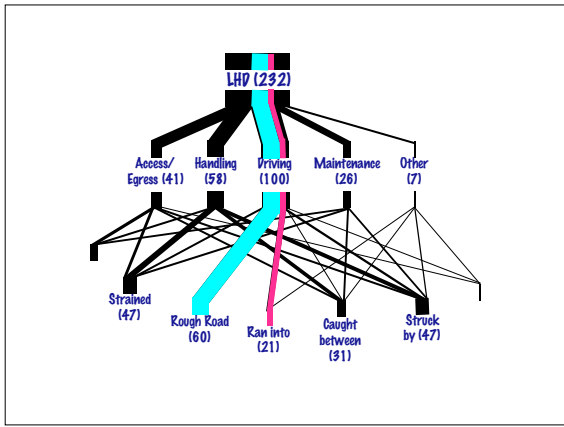 LHD (232)
Access/
Egress (41)
Handling
(58)
Driving
(100)
Maintenance
(26)
Other
(7)
Strained
(47)
Rough Road
(60)
Ran into
(21)
Caught
between
(31)
Struck
by (47)